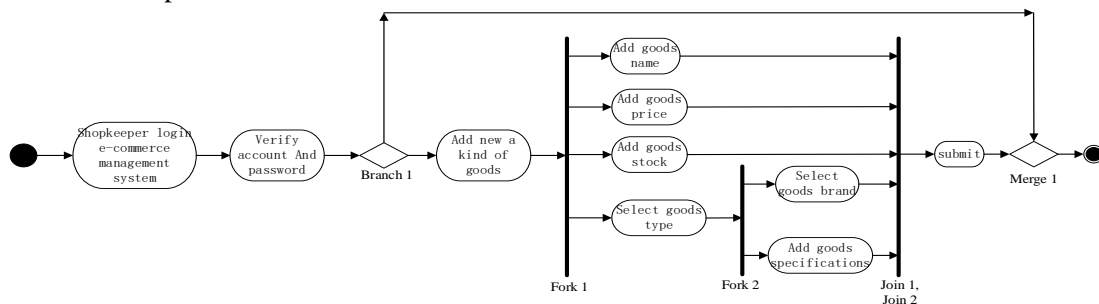 Shopkeeper login
e-commerce
management
system
Verify
account And
password
Branch 1
Add new a
kind of
goods
Fork 1
Add goods
name
Add goods
price
Add goods
stock
Select goods
type
Fork 2
Select
goods brand
Add goods
specifications
Join 1,
Join 2
submit
Merge 1